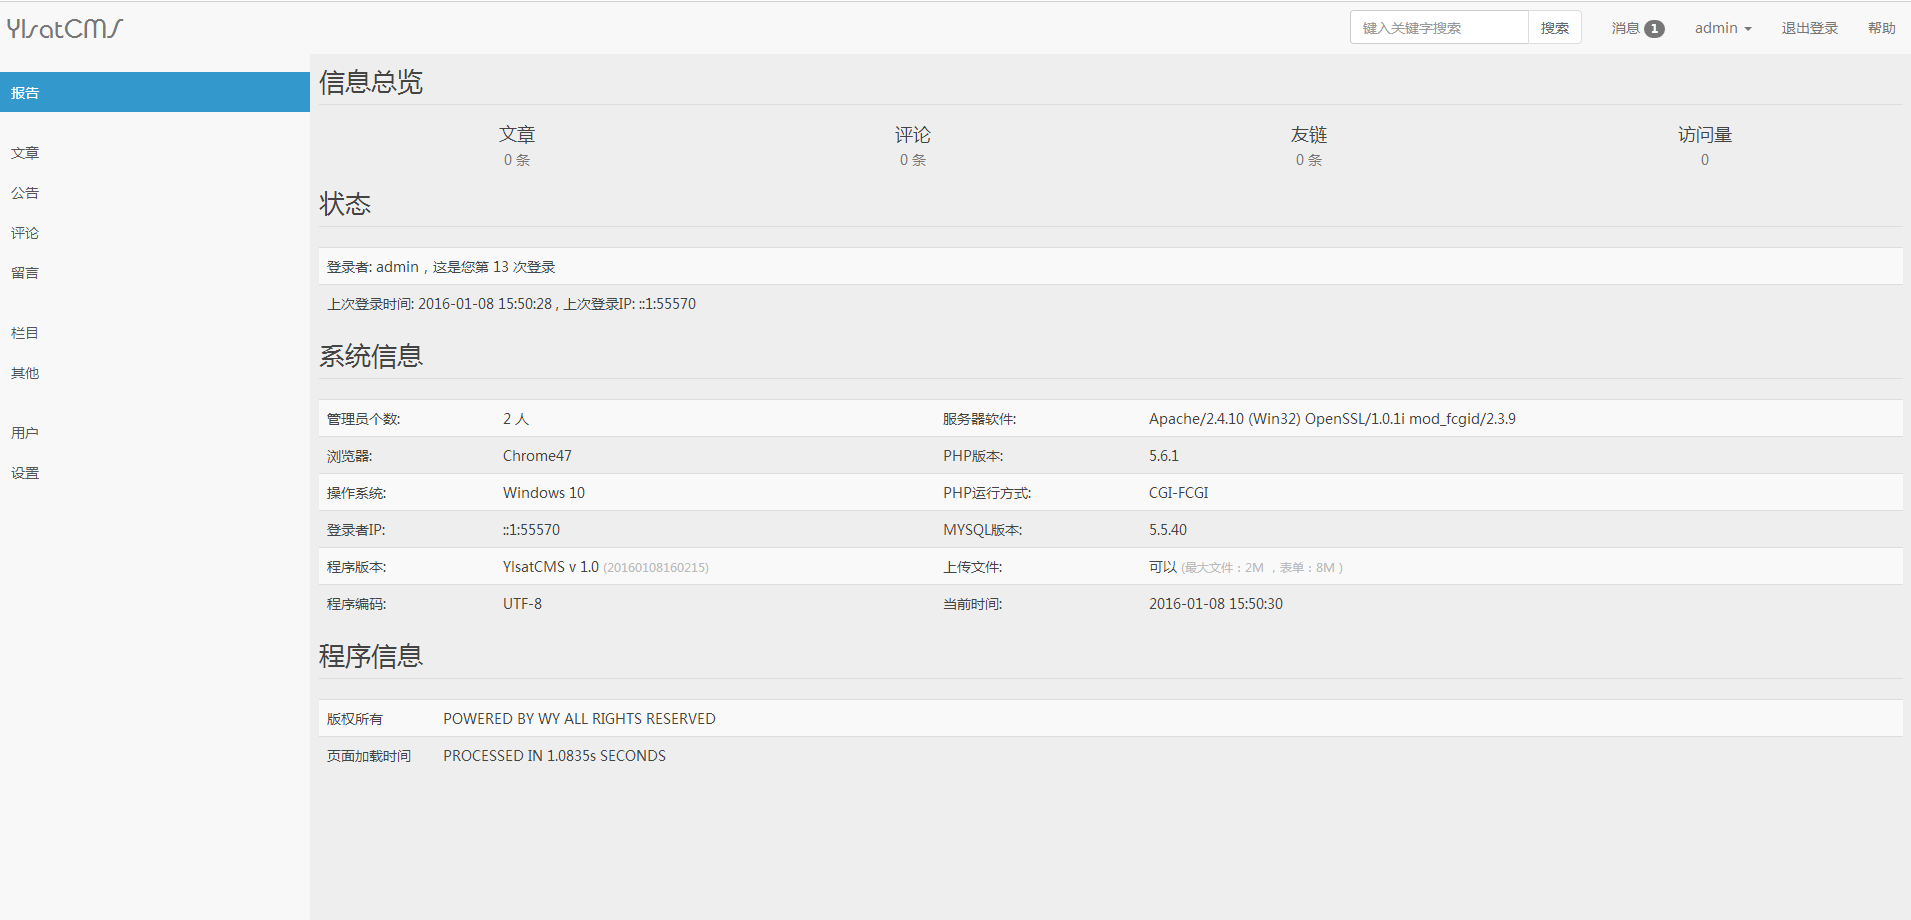 YlsatCMS
键入关键字搜索 搜索 消息 1 admin 退出登录 帮助
报告
文章
公告
评论
留言
栏目
其他
用户
设置
信息总览
文章 评论 友链 访问量
0 条 0 条 0 条 0
状态
登录者: admin，这是您第 13 次登录
上次登录时间: 2016-01-08 15:50:28 , 上次登录IP: ::1:55570
系统信息
管理员个数: 2 人 服务器软件: Apache/2.4.10 (Win32) OpenSSL/1.0.1i mod_fcgid/2.3.9
浏览器: Chrome47 PHP版本: 5.6.1
操作系统: Windows 10 PHP运行方式: CGI-FCGI
登录者IP: ::1:55570 MYSQL版本: 5.5.40
程序版本: YlsatCMS v 1.0 (20160108160215) 上传文件: 可以 (最大文件：2M ，表单：8M )
程序编码: UTF-8 当前时间: 2016-01-08 15:50:30
程序信息
版权所有 POWERED BY WY ALL RIGHTS RESERVED
页面加载时间 PROCESSED IN 1.0835s SECONDS